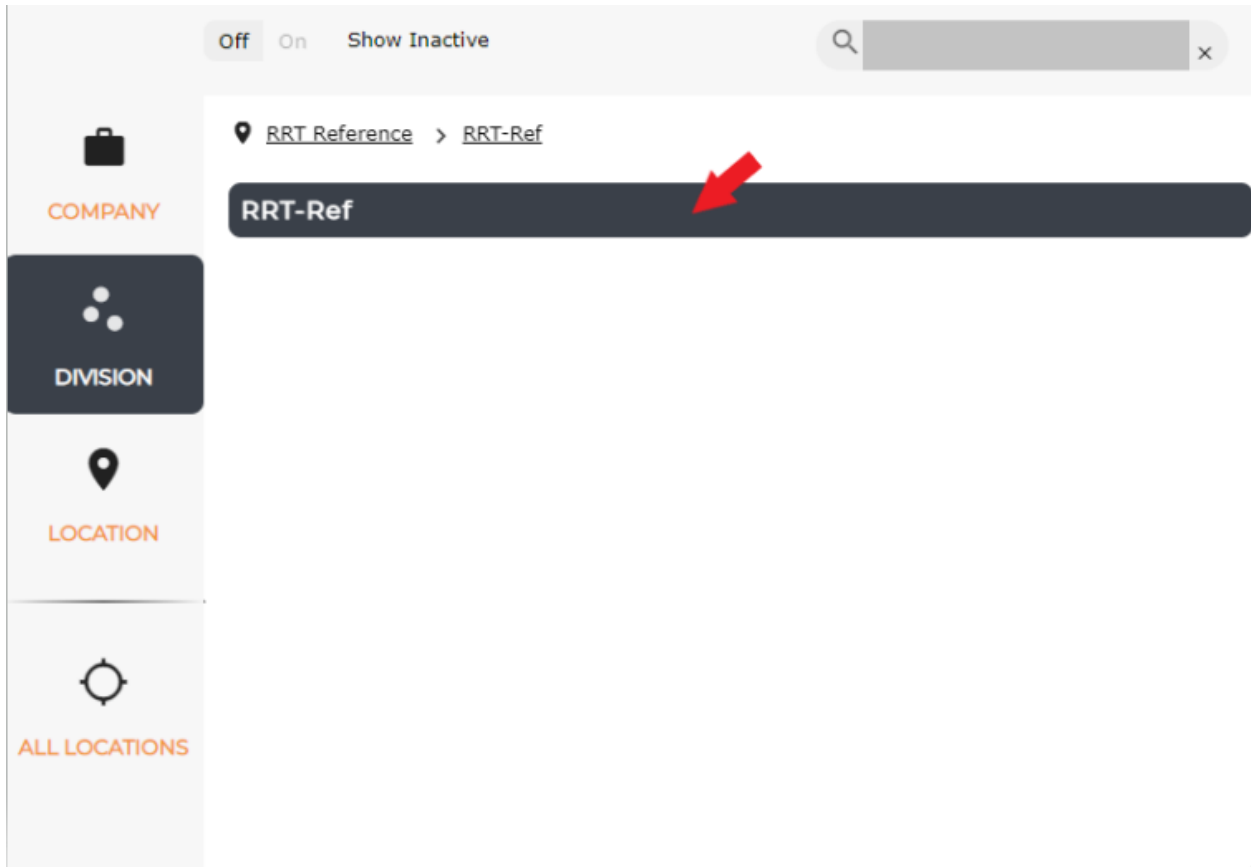 Off On Show Inactive
×
RRT Reference > RRT-Ref
COMPANY
RRT-Ref
DIVISION
LOCATION
ALL LOCATIONS